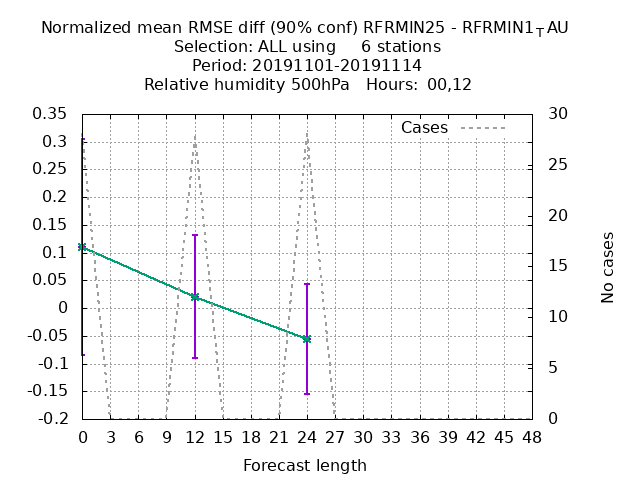 Normalized mean RMSE diff (90% conf) RFRMIN25 - RFRMIN1_TAU
Selection: ALL using 6 stations
Period: 20191101-20191114
Relative humidity 500hPa Hours: 00,12
Cases
0.35
0.3
0.25
0.2
0.15
0.1
0.05
0
-0.05
-0.1
-0.15
-0.2
30
25
20
15
10
5
0
No cases
0 3 6 9 12 15 18 21 24 27 30 33 36 39 42 45 48
Forecast length